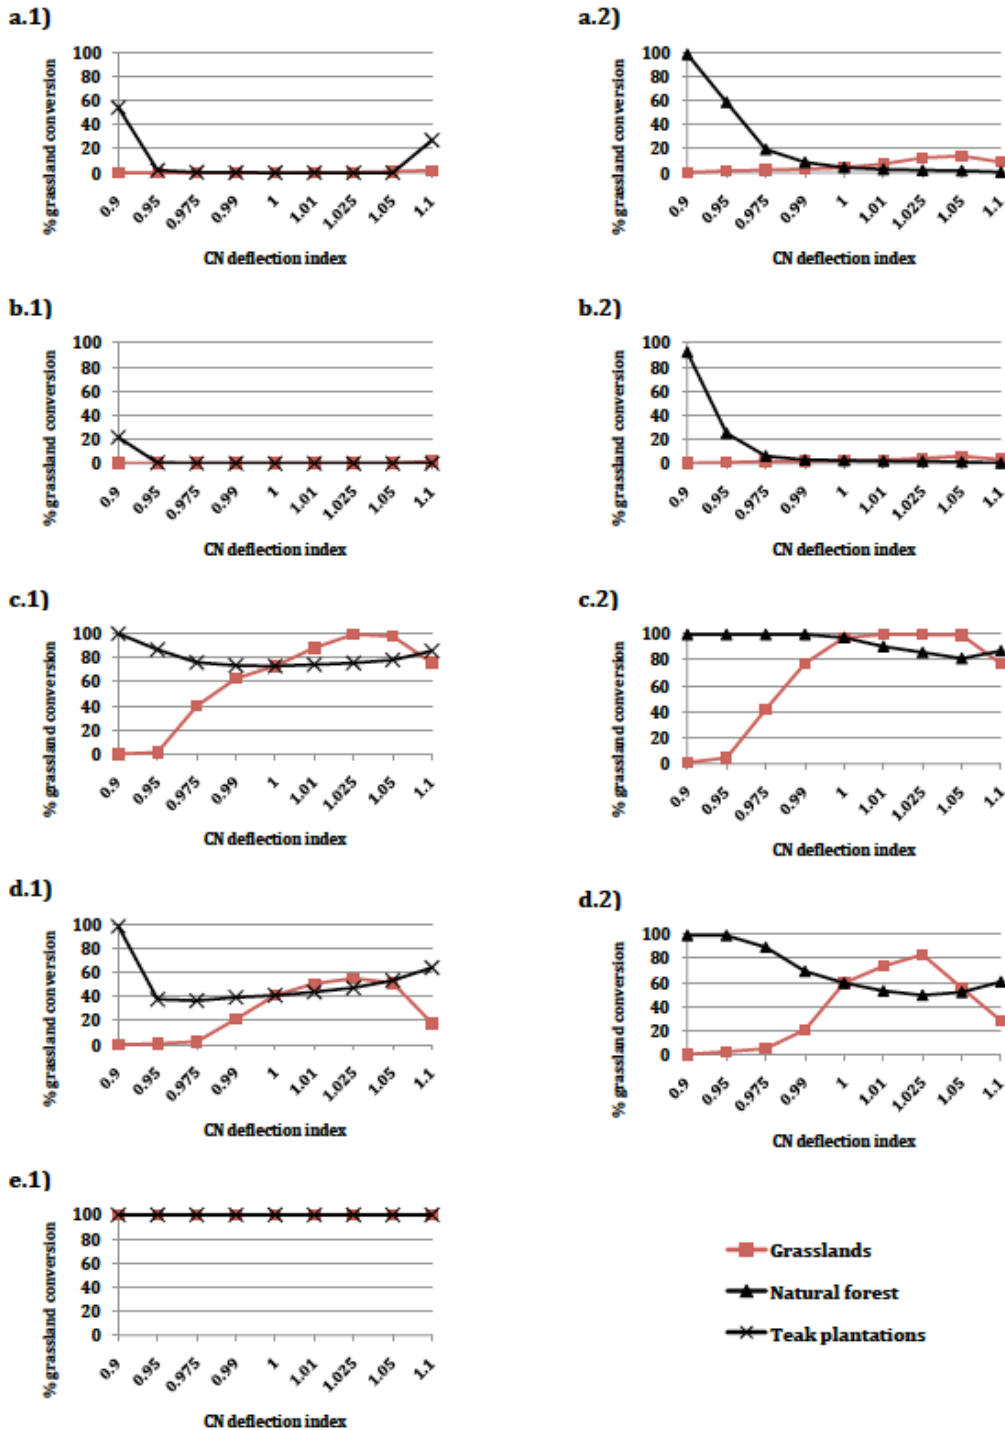 a.1)
% grassland conversion
100
80
60
40
20
0
0.9 0.95 0.975 0.99 1 1.01 1.025 1.05 1.1
CN deflection index
a.2)
% grassland conversion
100
80
60
40
20
0
0.9 0.95 0.975 0.99 1 1.01 1.025 1.05 1.1
CN deflection index
b.1)
% grassland conversion
100
80
60
40
20
0
0.9 0.95 0.975 0.99 1 1.01 1.025 1.05 1.1
CN deflection index
b.2)
% grassland conversion
100
80
60
40
20
0
0.9 0.95 0.975 0.99 1 1.01 1.025 1.05 1.1
CN deflection index
c.1)
% grassland conversion
100
80
60
40
20
0
0.9 0.95 0.975 0.99 1 1.01 1.025 1.05 1.1
CN deflection index
c.2)
% grassland conversion
100
80
60
40
20
0
0.9 0.95 0.975 0.99 1 1.01 1.025 1.05 1.1
CN deflection index
d.1)
% grassland conversion
100
80
60
40
20
0
0.9 0.95 0.975 0.99 1 1.01 1.025 1.05 1.1
CN deflection index
d.2)
% grassland conversion
100
80
60
40
20
0
0.9 0.95 0.975 0.99 1 1.01 1.025 1.05 1.1
CN deflection index
e.1)
% grassland conversion
100
80
60
40
20
0
0.9 0.95 0.975 0.99 1 1.01 1.025 1.05 1.1
CN deflection index
Grasslands
Natural forest
Teak plantations